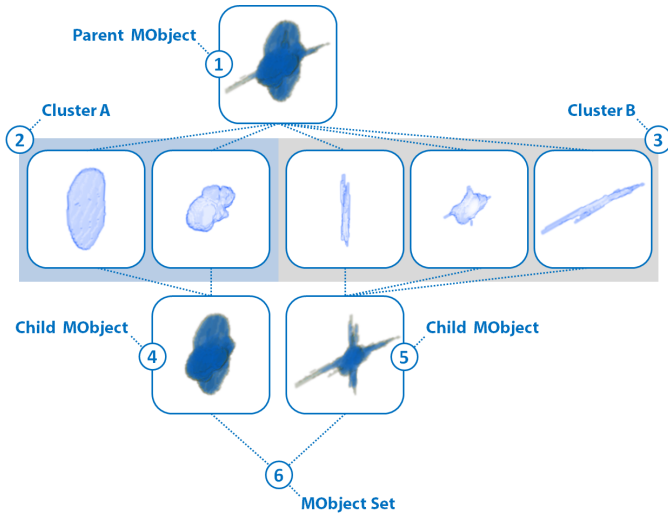 Parent MObject
1
Cluster A
2
Cluster B
3
Child MObject
4
Child MObject
5
6
MObject Set